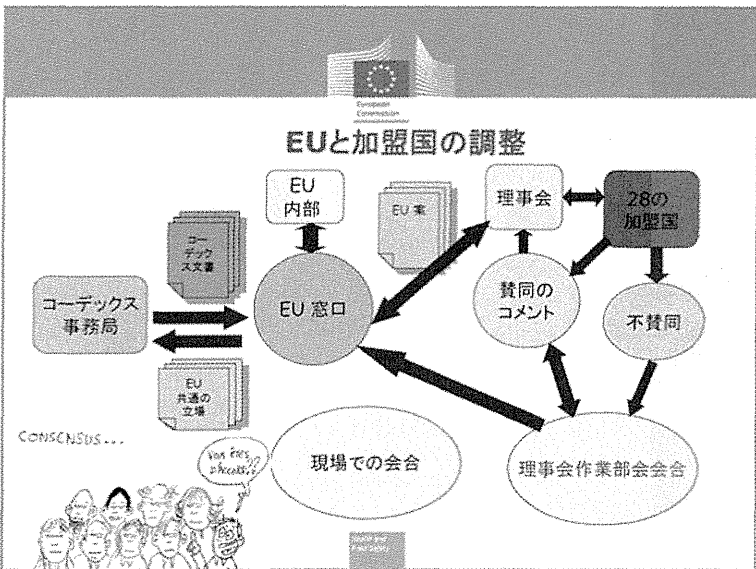 European
Commission
EUと加盟国の調整
EU
内部
EU 案
理事会
28の
加盟国
コー
デック
ス文書
コーデックス
事務局
EU 窓口
賛同の
コメント
不賛同
EU
共通の
立場
CONSENSUS...
Vous êtes
d'accord..??
現場での会合
理事会作業部会会合